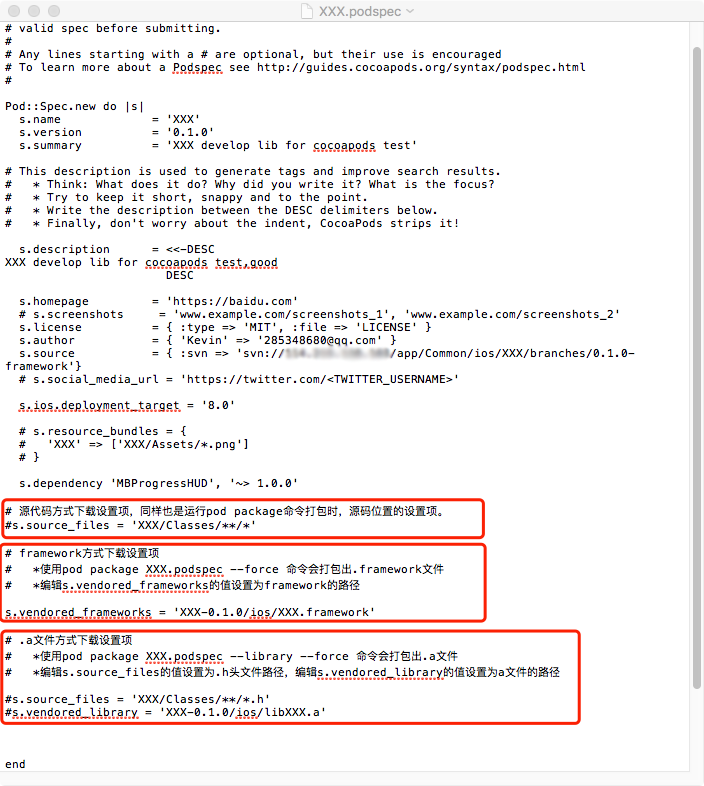 XXX.podspec
# valid spec before submitting.
#
# Any lines starting with a # are optional, but their use is encouraged
# To learn more about a Podspec see http://guides.cocoapods.org/syntax/podspec.html
#
Pod::Spec.new do |s|
s.name = 'XXX'
s.version = '0.1.0'
s.summary = 'XXX develop lib for cocoapods test'
# This description is used to generate tags and improve search results.
# * Think: What does it do? Why did you write it? What is the focus?
# * Try to keep it short, snappy and to the point.
# * Write the description between the DESC delimiters below.
# * Finally, don't worry about the indent, CocoaPods strips it!
s.description = <<-DESC
XXX develop lib for cocoapods test,good
DESC
s.homepage = 'https://baidu.com'
# s.screenshots = 'www.example.com/screenshots_1', 'www.example.com/screenshots_2'
s.license = { :type => 'MIT', :file => 'LICENSE' }
s.author = { 'Kevin' => '285348680@qq.com' }
s.source = { :svn => 'svn:// /app/Common/ios/XXX/branches/0.1.0-
framework'}
# s.social_media_url = 'https://twitter.com/<TWITTER_USERNAME>'
s.ios.deployment_target = '8.0'
# s.resource_bundles = {
# 'XXX' => ['XXX/Assets/*.png']
# }
s.dependency 'MBProgressHUD', '~> 1.0.0'
# 源代码方式下载设置项，同样也是运行pod package命令打包时，源码位置的设置项。
#s.source_files = 'XXX/Classes/**/*'
# framework方式下载设置项
# *使用pod package XXX.podspec --force 命令会打包出.framework文件
# *编辑s.vendored_frameworks的值设置为framework的路径
s.vendored_frameworks = 'XXX-0.1.0/ios/XXX.framework'
# .a文件方式下载设置项
# *使用pod package XXX.podspec --library --force 命令会打包出.a文件
# *编辑s.source_files的值设置为.h头文件路径，编辑s.vendored_library的值设置为a文件的路径
#s.source_files = 'XXX/Classes/**/*.h'
#s.vendored_library = 'XXX-0.1.0/ios/libXXX.a'
end